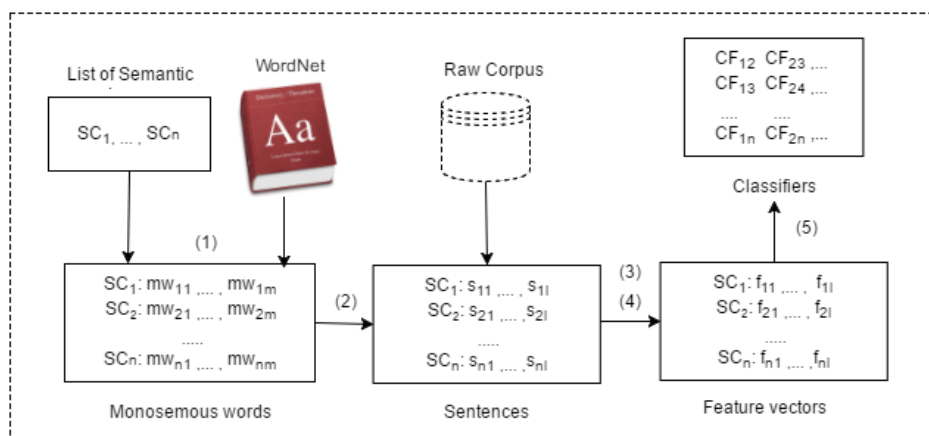 List of Semantic
SC1, ... , SCn
WordNet
Dictionary / Thesaurus
Aa
Raw Corpus
CF12 CF23 ,...
CF13 CF24 ,...
.... ....
CF1n CF2n ,...
Classifiers
(1)
(5)
SC1: mw11 ,... , mw1m
SC2: mw21 ,... , mw2m
.....
SCn: mwn1 ,... , mwnm
Monosemous words
(2)
SC1: s11 ,... , s1l
SC2: s21 ,... , s2l
.....
SCn: sn1 ,... , snl
Sentences
(3)
(4)
SC1: f11 ,... , f1l
SC2: f21 ,... , f2l
.....
SCn: fn1 ,... , fnl
Feature vectors